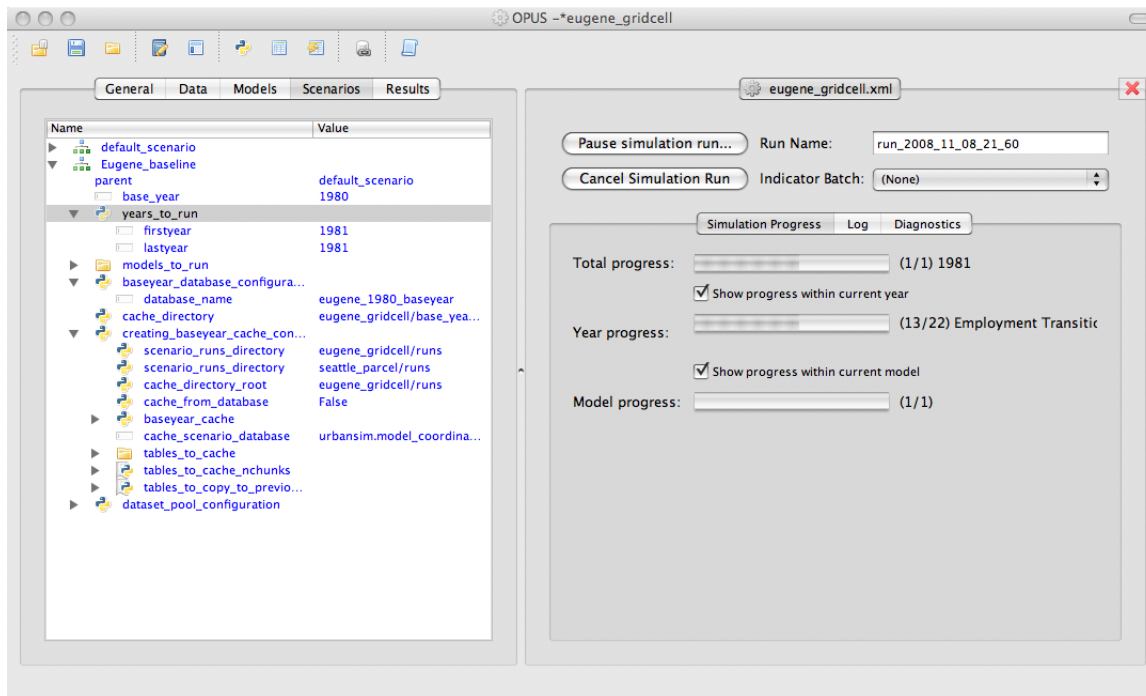 OPUS –*eugene_gridcell
General Data Models Scenarios Results
Name Value
default_scenario
Eugene_baseline
parent default_scenario
base_year 1980
years_to_run
firstyear 1981
lastyear 1981
models_to_run
baseyear_database_configura...
database_name eugene_1980_baseyear
cache_directory eugene_gridcell/base_yea...
creating_baseyear_cache_con...
scenario_runs_directory eugene_gridcell/runs
scenario_runs_directory seattle_parcel/runs
cache_directory_root eugene_gridcell/runs
cache_from_database False
baseyear_cache
cache_scenario_database urbansim.model_coordina...
tables_to_cache
tables_to_cache_nchunks
tables_to_copy_to_previo...
dataset_pool_configuration
eugene_gridcell.xml
Pause simulation run... Run Name: run_2008_11_08_21_60
Cancel Simulation Run Indicator Batch: (None)
Simulation Progress Log Diagnostics
Total progress: (1/1) 1981
Show progress within current year
Year progress: (13/22) Employment Transitic
Show progress within current model
Model progress: (1/1)